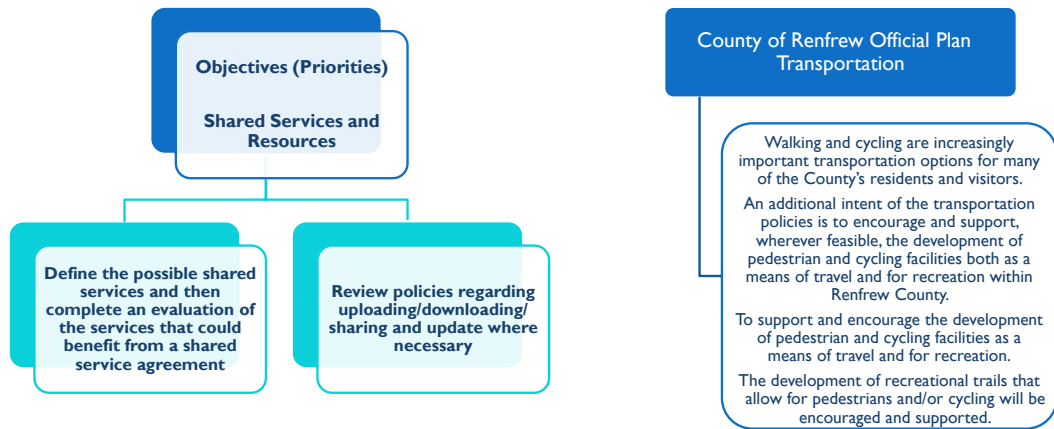 Objectives (Priorities)
Shared Services and
Resources
Define the possible shared
services and then
complete an evaluation of
the services that could
benefit from a shared
service agreement
Review policies regarding
uploading/downloading/
sharing and update where
necessary
County of Renfrew Official Plan
Transportation
Walking and cycling are increasingly
important transportation options for many
of the County’s residents and visitors.
An additional intent of the transportation
policies is to encourage and support,
wherever feasible, the development of
pedestrian and cycling facilities both as a
means of travel and for recreation within
Renfrew County.
To support and encourage the development
of pedestrian and cycling facilities as a
means of travel and for recreation.
The development of recreational trails that
allow for pedestrians and/or cycling will be
encouraged and supported.